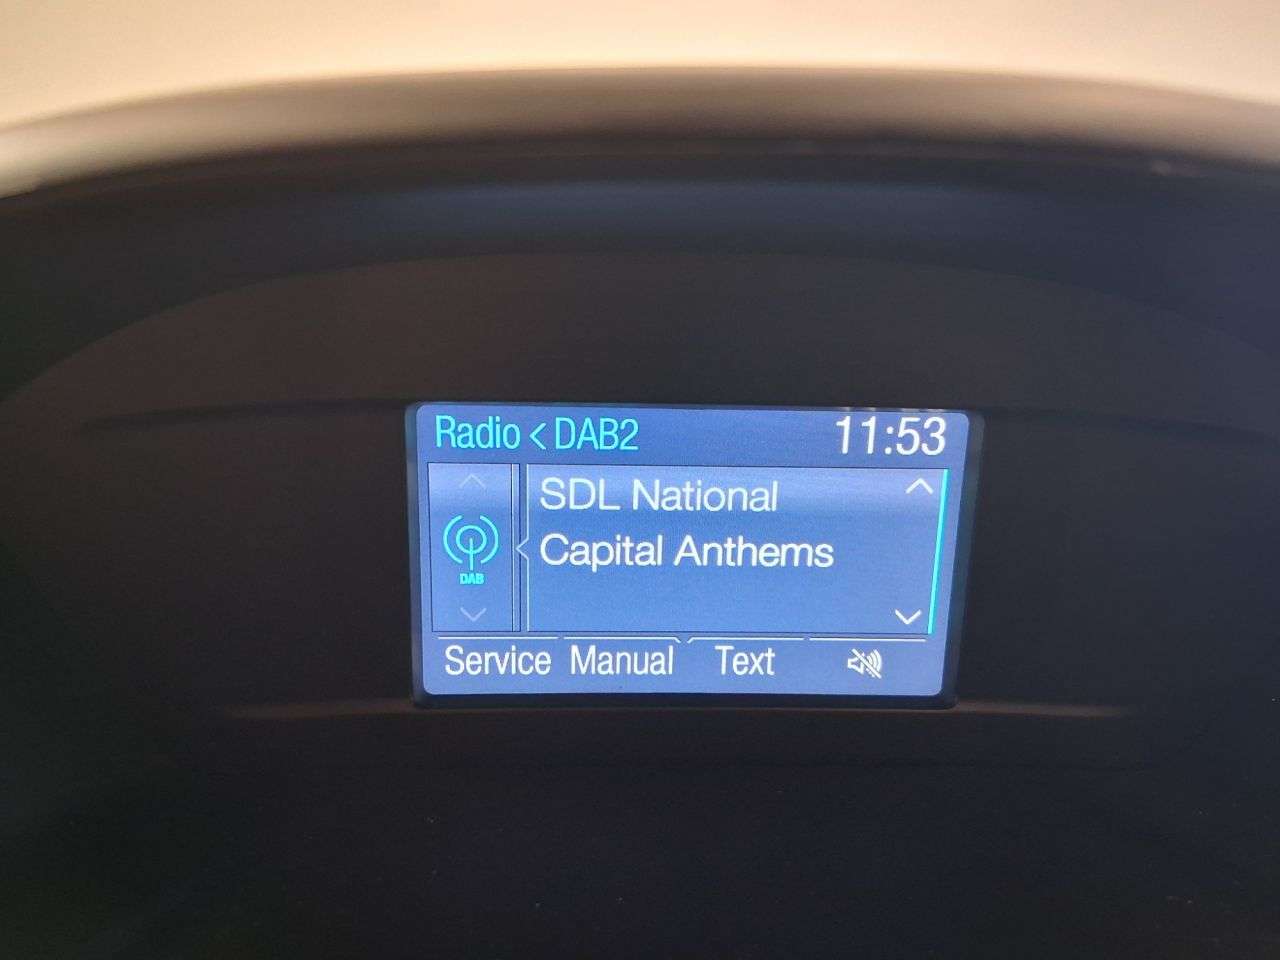 Radio < DAB2 11:53
SDL National
DAB
Capital Anthems
Service Manual Text